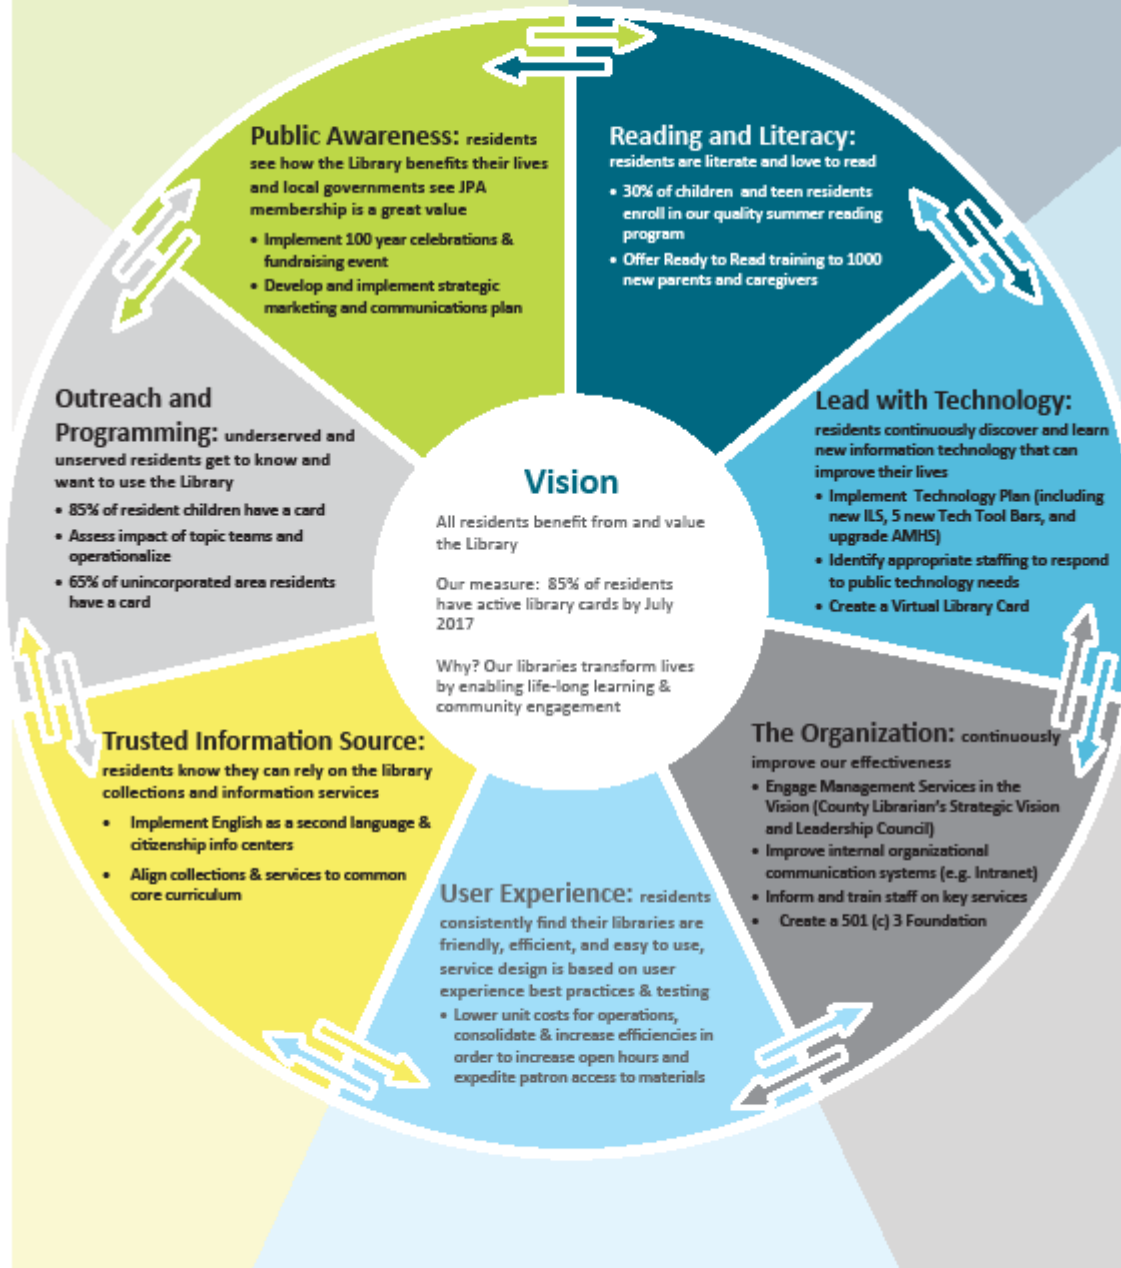 Public Awareness: residents
see how the Library benefits their lives
and local governments see JPA
membership is a great value
• Implement 100 year celebrations &
fundraising event
• Develop and implement strategic
marketing and communications plan
Reading and Literacy:
residents are literate and love to read
• 30% of children and teen residents
enroll in our quality summer reading
program
• Offer Ready to Read training to 1000
new parents and caregivers
Lead with Technology:
residents continuously discover and learn
new information technology that can
improve their lives
• Implement Technology Plan (including
new ILS, 5 new Tech Tool Bars, and
upgrade AMHS)
• Identify appropriate staffing to respond
to public technology needs
• Create a Virtual Library Card
The Organization: continuously
improve our effectiveness
• Engage Management Services in the
Vision (County Librarian's Strategic Vision
and Leadership Council)
• Improve internal organizational
communication systems (e.g. Intranet)
• Inform and train staff on key services
• Create a 501 (c) 3 Foundation
User Experience: residents
consistently find their libraries are
friendly, efficient, and easy to use,
service design is based on user
experience best practices & testing
• Lower unit costs for operations,
consolidate & increase efficiencies in
order to increase open hours and
expedite patron access to materials
Trusted Information Source:
residents know they can rely on the library
collections and information services
• Implement English as a second language &
citizenship info centers
• Align collections & services to common
core curriculum
Outreach and
Programming: underserved and
unserved residents get to know and
want to use the Library
• 85% of resident children have a card
• Assess impact of topic teams and
operationalize
• 65% of unincorporated area residents
have a card
Vision
All residents benefit from and value
the Library
Our measure: 85% of residents
have active library cards by July
2017
Why? Our libraries transform lives
by enabling life-long learning &
community engagement